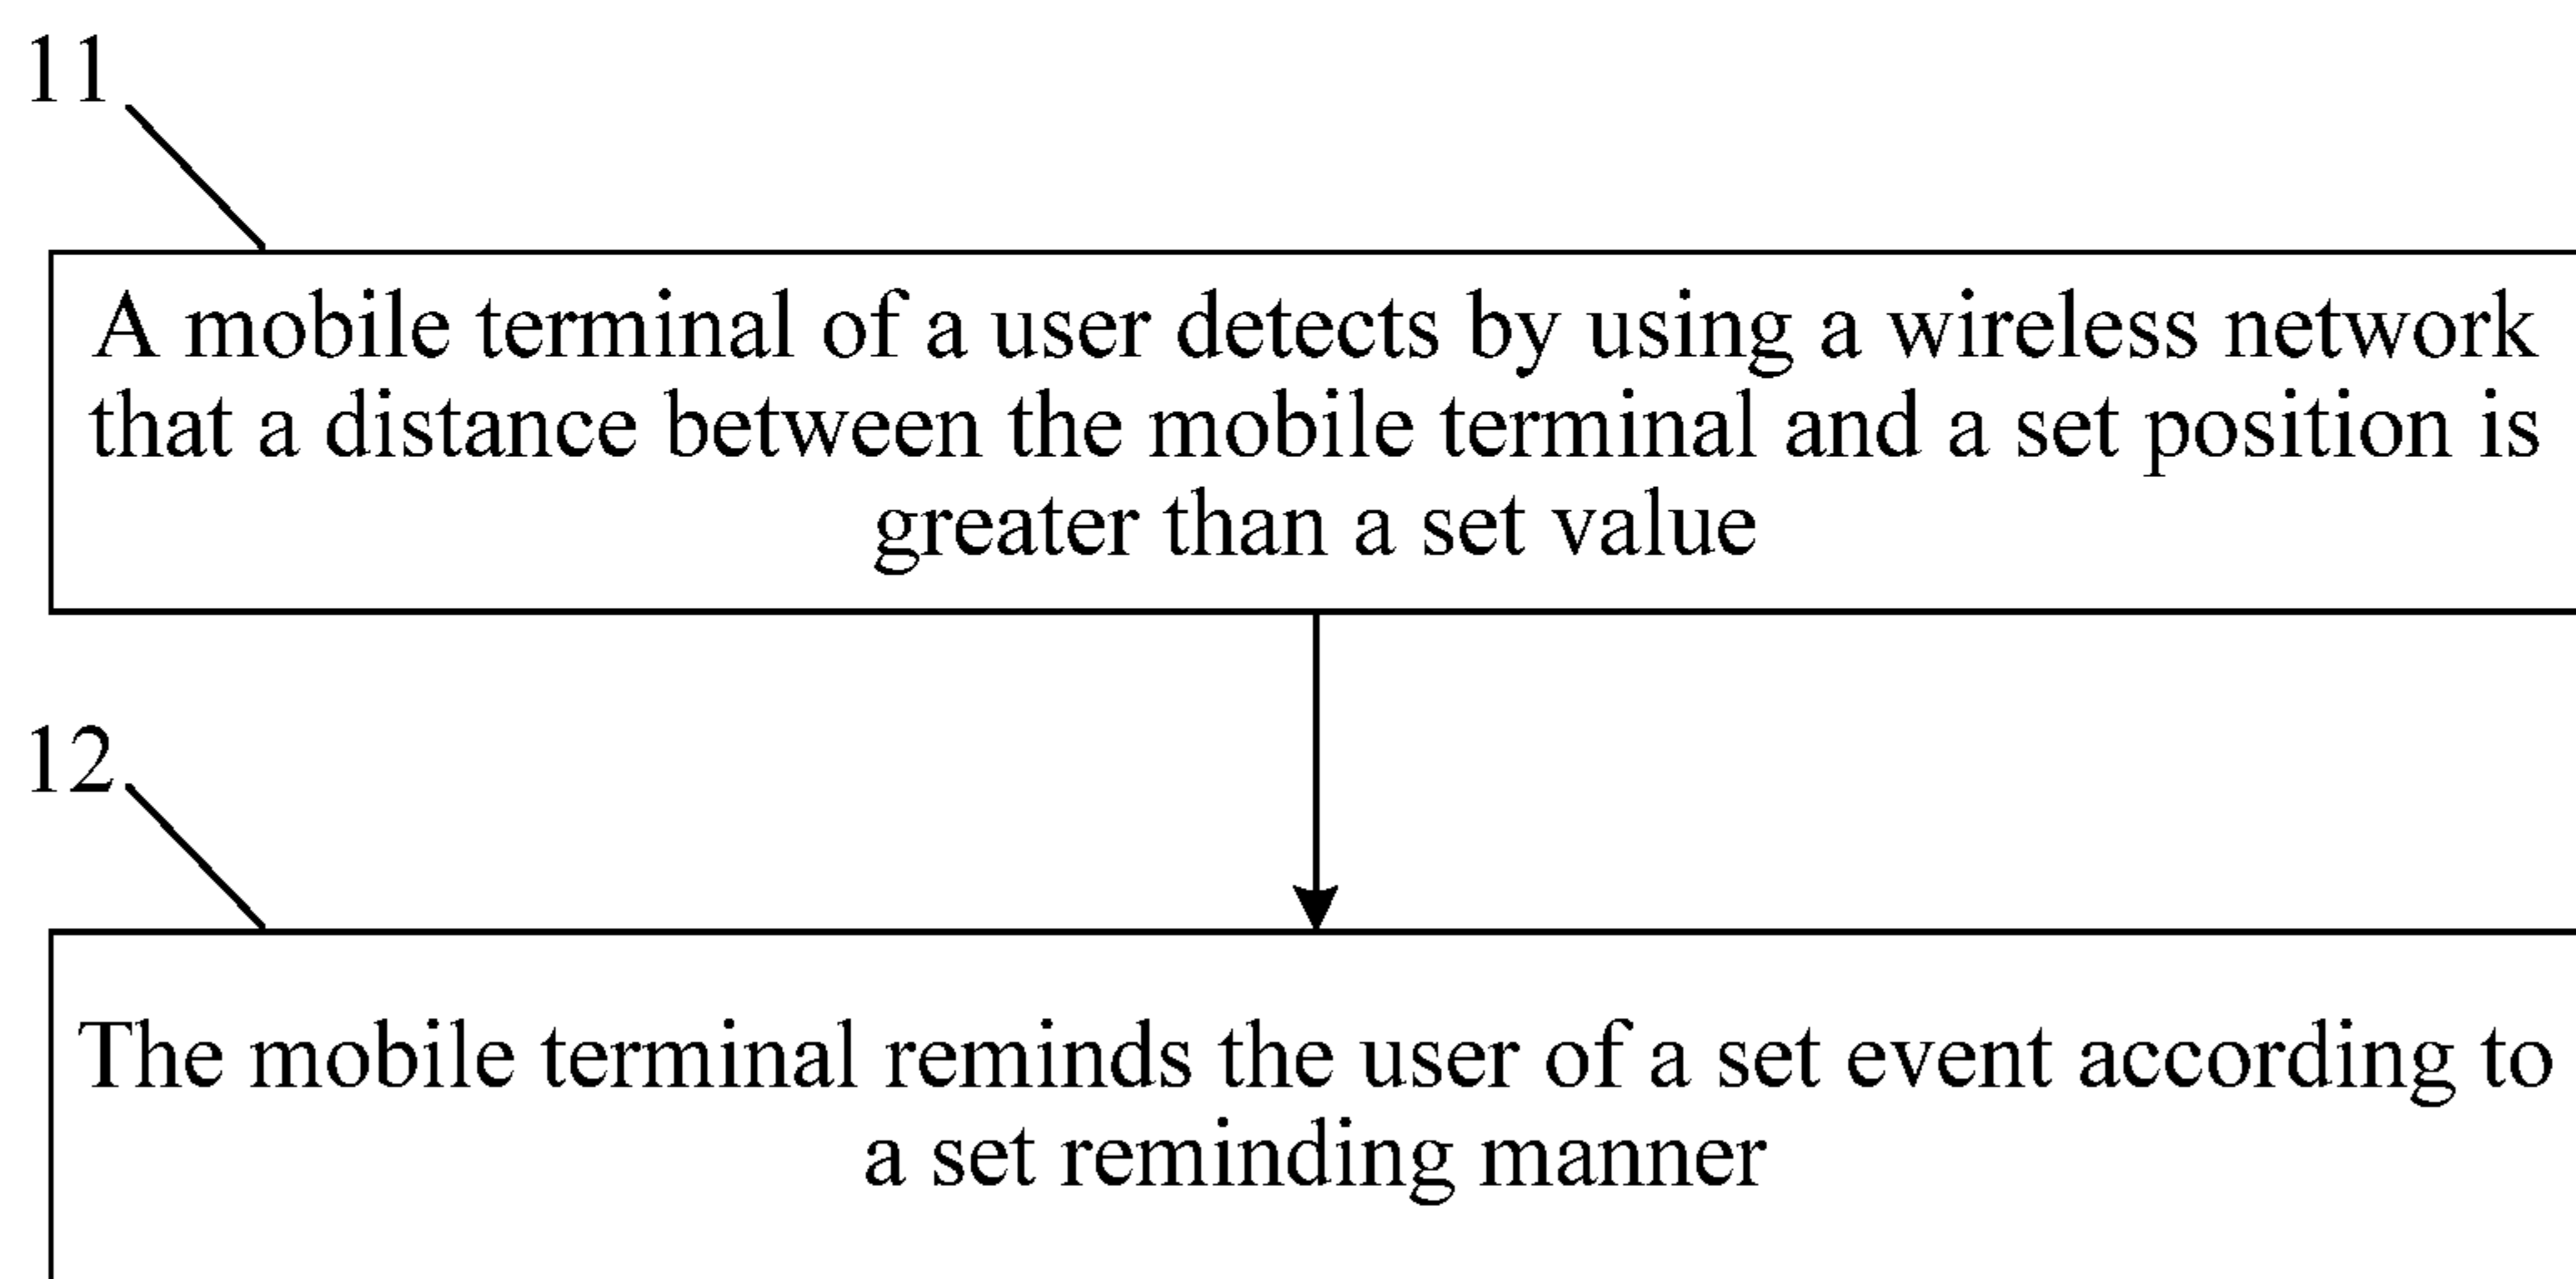 11
A mobile terminal of a user detects by using a wireless network
that a distance between the mobile terminal and a set position is
greater than a set value
12
The mobile terminal reminds the user of a set event according to
a set reminding manner